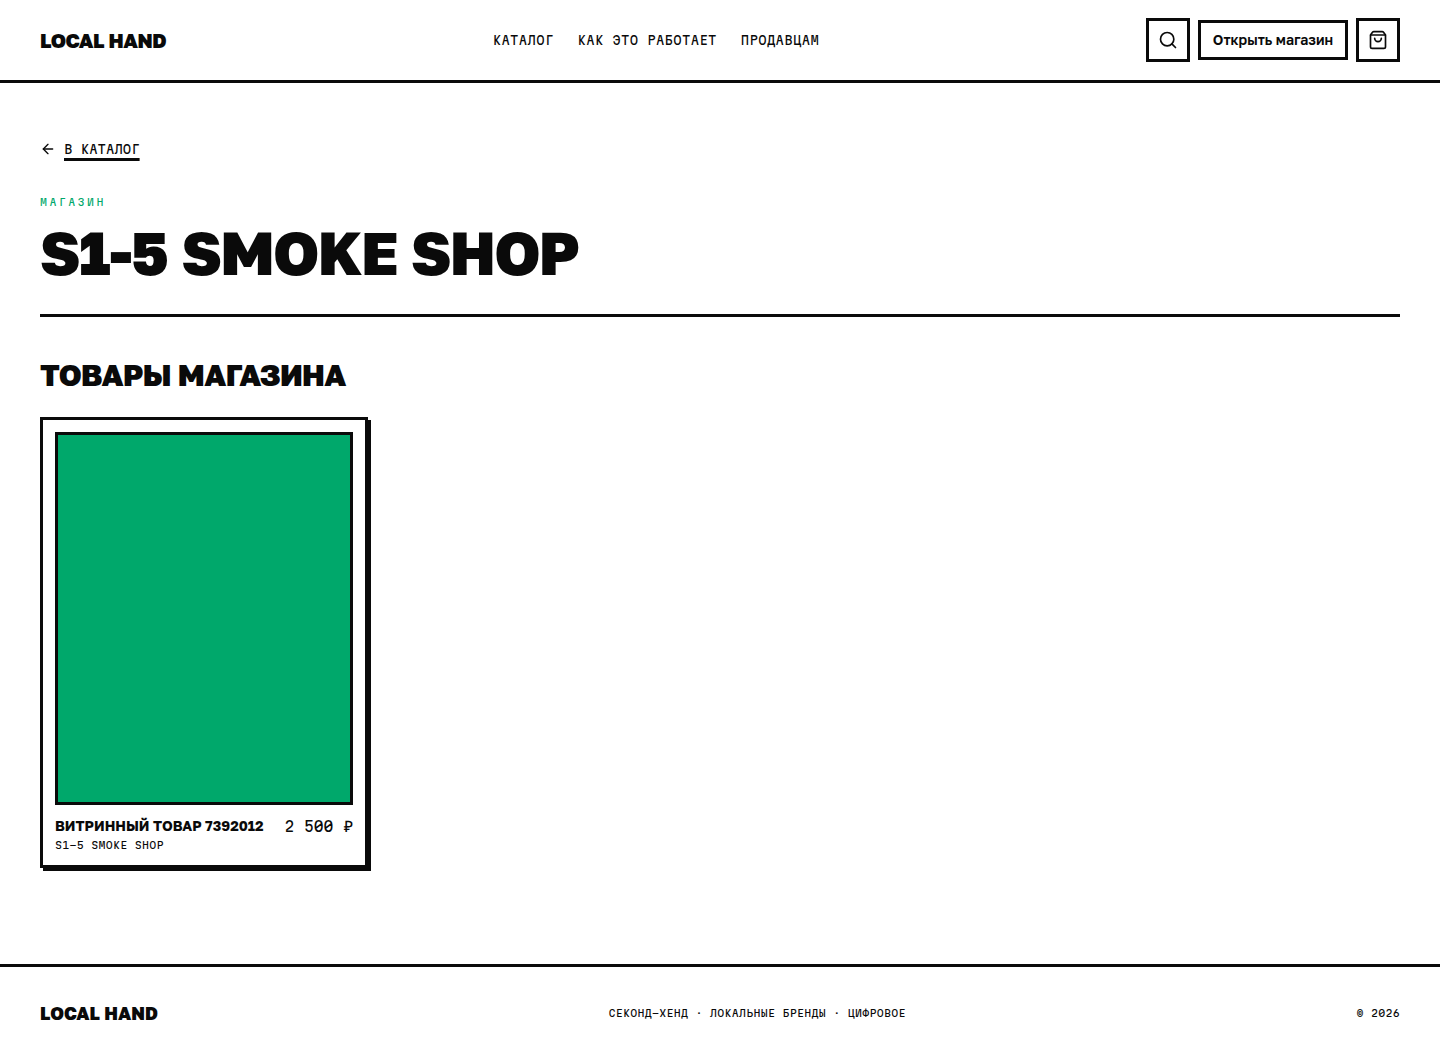 LOCAL HAND
КАТАЛОГ КАК ЭТО РАБОТАЕТ ПРОДАВЦАМ
Открыть магазин
В КАТАЛОГ
МАГАЗИН
S1-5 SMOKE SHOP
ТОВАРЫ МАГАЗИНА
ВИТРИННЫЙ ТОВАР 7392012 2 500 ₽
S1-5 SMOKE SHOP
LOCAL HAND
СЕКОНД-ХЕНД · ЛОКАЛЬНЫЕ БРЕНДЫ · ЦИФРОВОЕ
© 2026